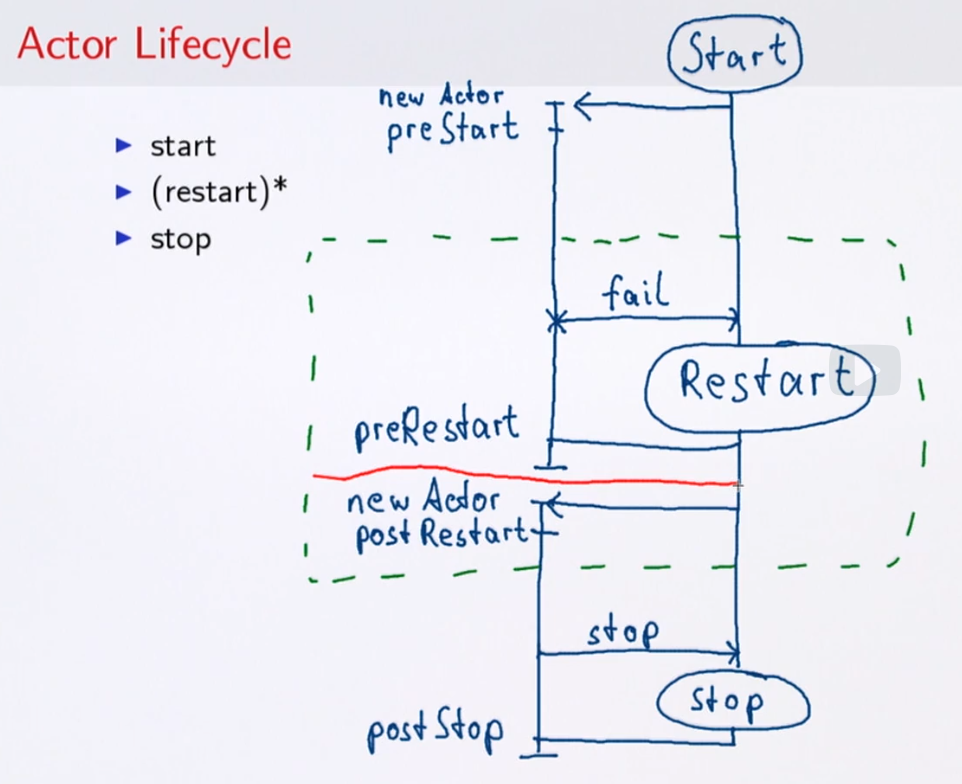 Actor Lifecycle
start
(restart)*
stop
Start
new Actor
preStart
fail
Restart
preRestart
new Actor
postRestart
stop
stop
postStop